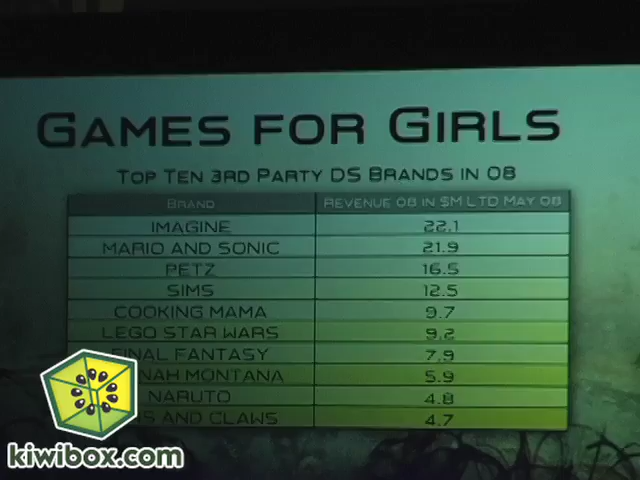 GAMES FOR GIRLS
TOP TEN 3RD PARTY DS BRANDS IN 08
BRAND REVENUE 08 IN $M LTD MAY 08
IMAGINE 22.1
MARIO AND SONIC 21.9
PETZ 16.5
SIMS 12.5
COOKING MAMA 9.7
LEGO STAR WARS 9.2
FINAL FANTASY 7.9
NAH MONTANA 5.9
NARUTO 4.8
AND CLAWS 4.7
kiwibox.com